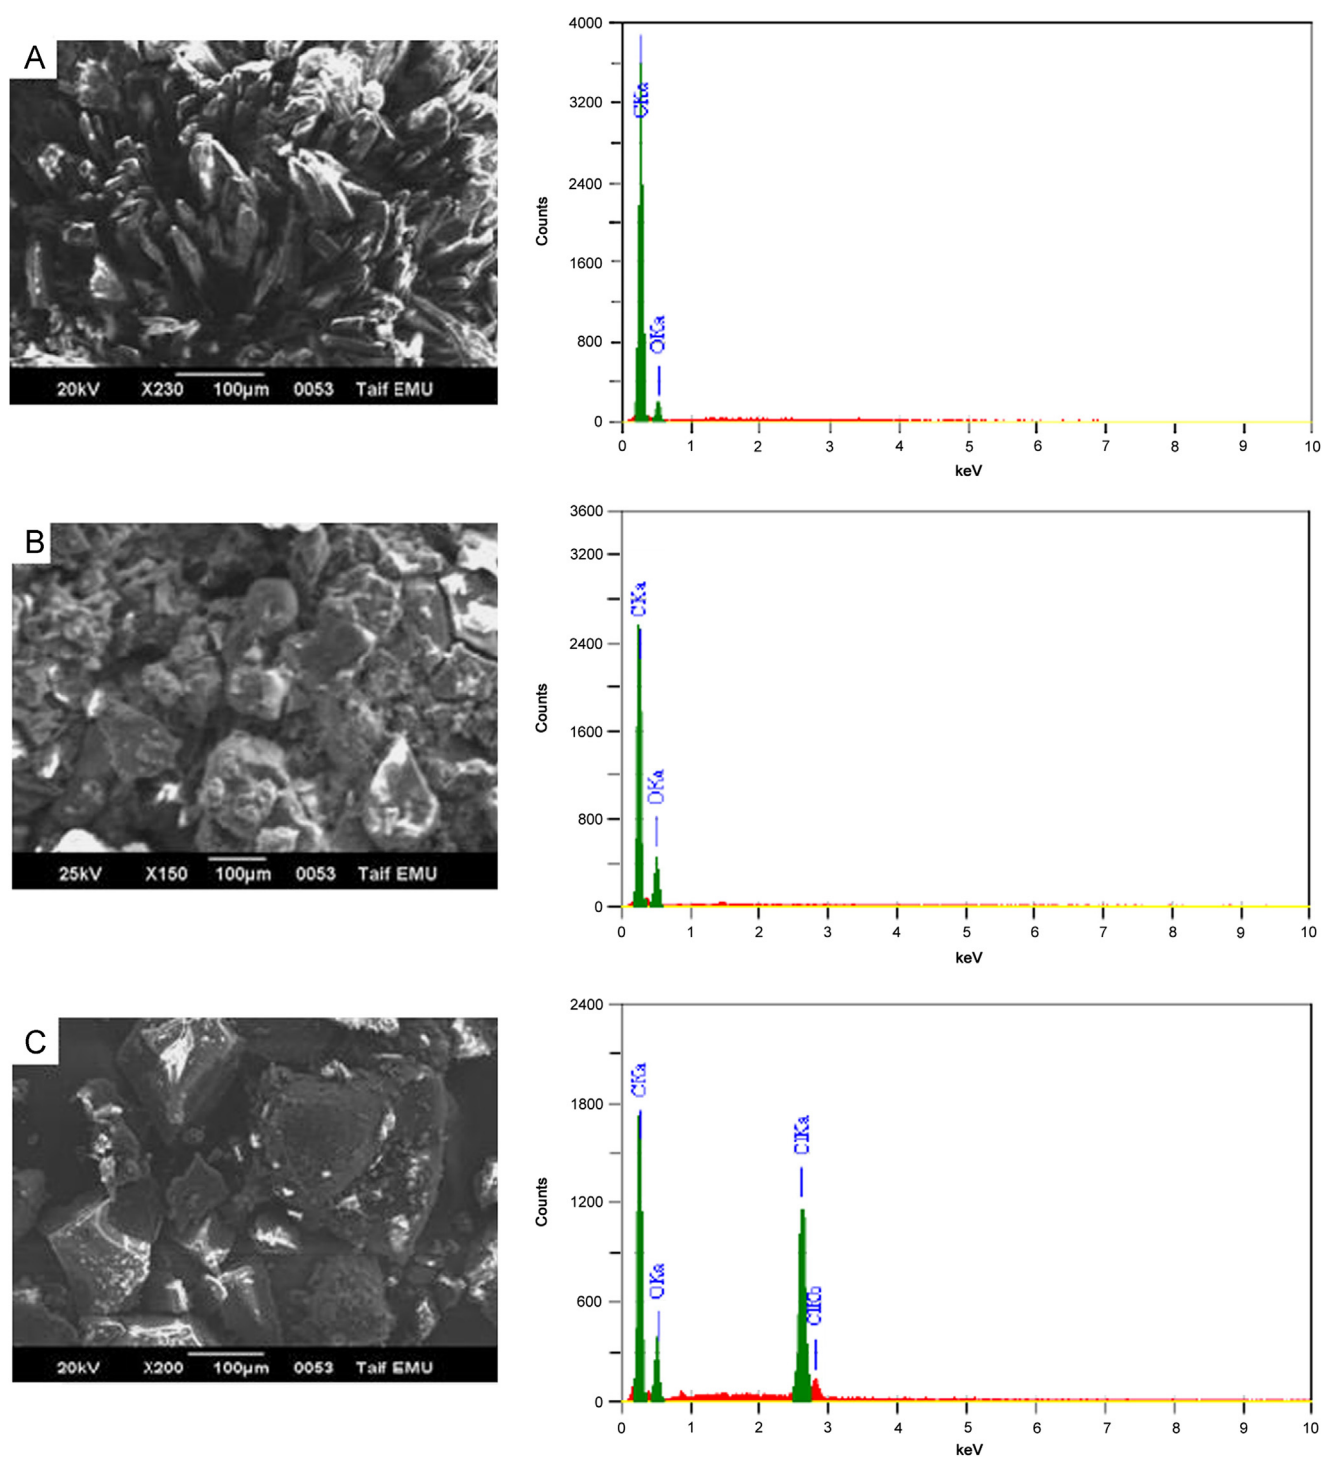 A
20kV X230 100µm 0053 Taif EMU
4000
3200
2400
1600
800
0
Counts
CKa
OKa
0 1 2 3 4 5 6 7 8 9 10
keV
B
25kV X150 100µm 0053 Taif EMU
3600
3200
2400
1600
800
0
Counts
CKa
OKa
0 1 2 3 4 5 6 7 8 9 10
keV
C
20kV X200 100µm 0053 Taif EMU
2400
1800
1200
600
0
Counts
CKa
OKa
ClKa
ClKb
0 1 2 3 4 5 6 7 8 9 10
keV